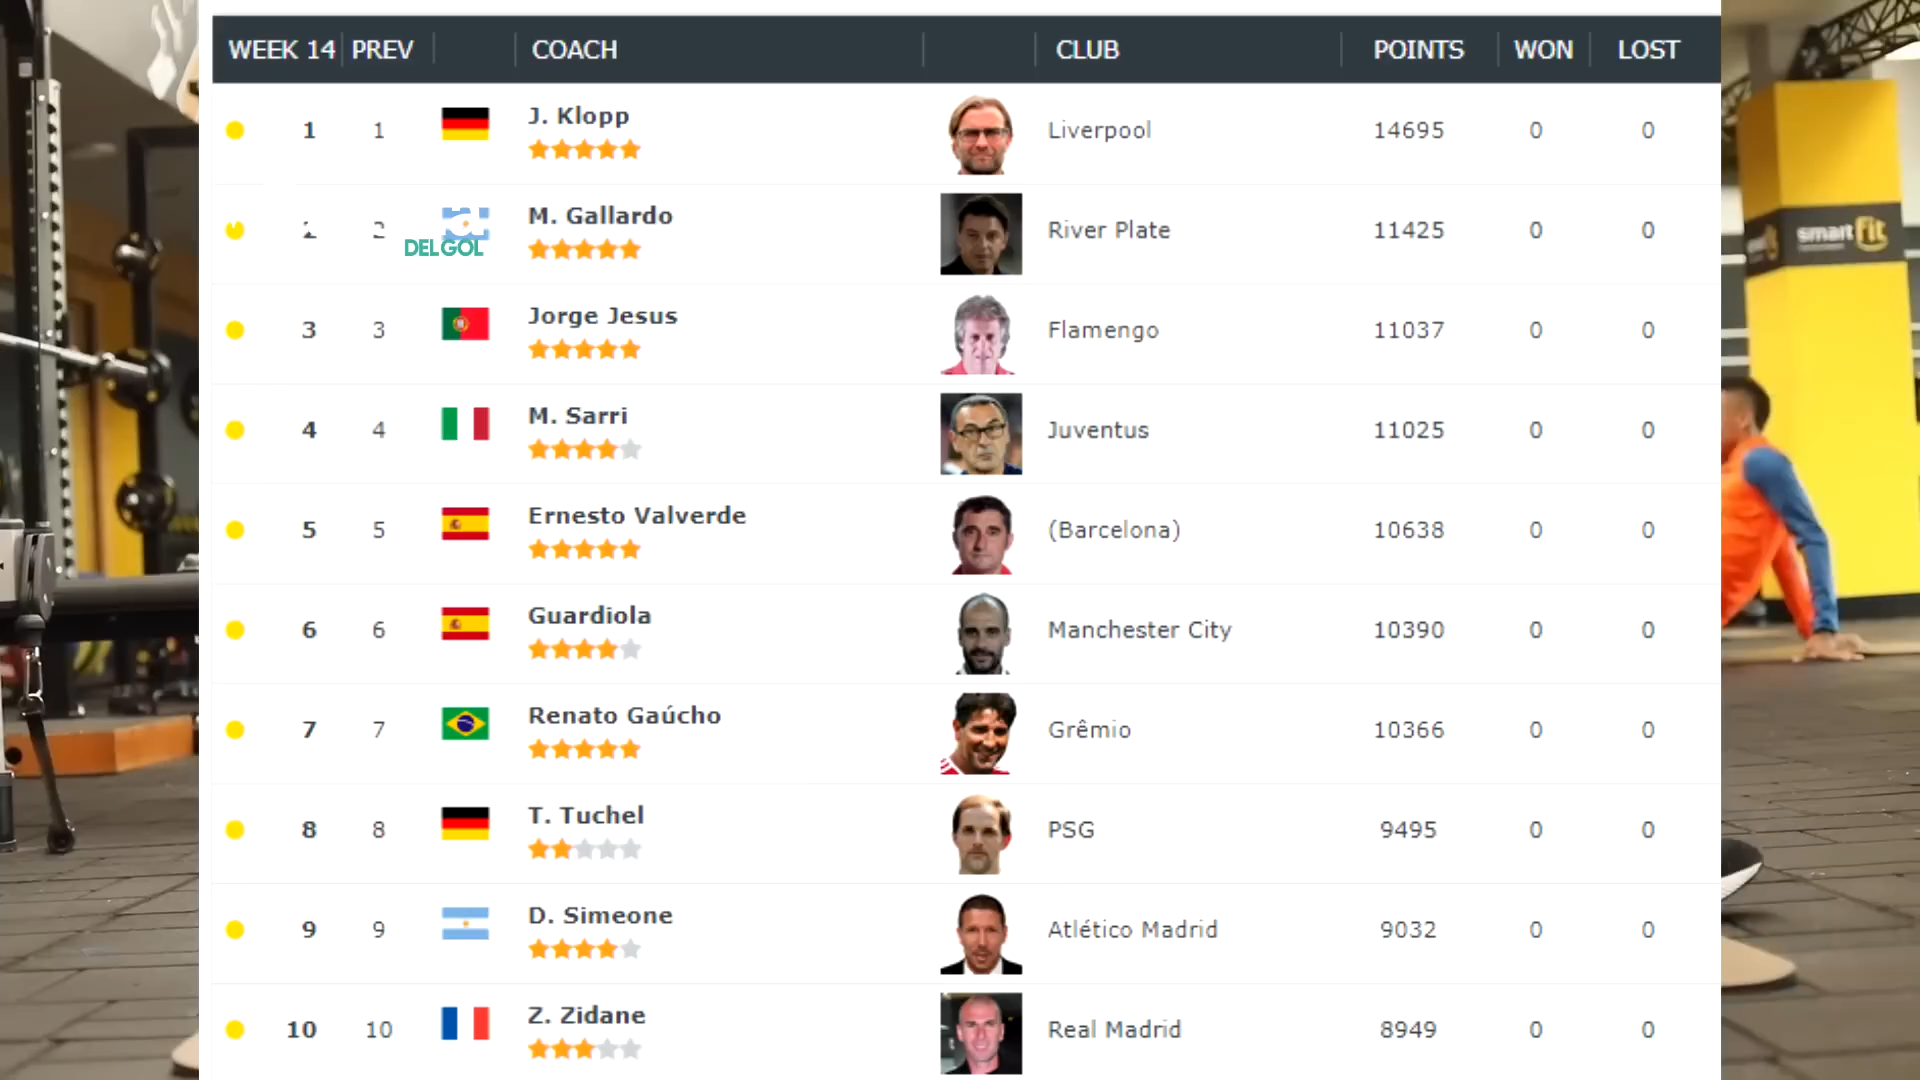 WEEK 14 PREV COACH CLUB POINTS WON LOST
1 1 J. Klopp Liverpool 14695 0 0
2 M. Gallardo River Plate 11425 0 0
DELGOL
3 3 Jorge Jesus Flamengo 11037 0 0
4 4 M. Sarri Juventus 11025 0 0
5 5 Ernesto Valverde (Barcelona) 10638 0 0
6 6 Guardiola Manchester City 10390 0 0
7 7 Renato Gaúcho Grêmio 10366 0 0
8 8 T. Tuchel PSG 9495 0 0
9 9 D. Simeone Atlético Madrid 9032 0 0
10 10 Z. Zidane Real Madrid 8949 0 0
smart fit